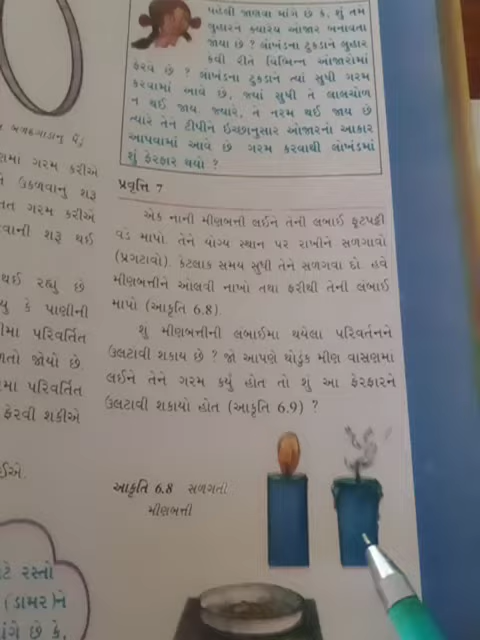 પહેલી જાણવા માંગે છે કે, શું તમે
લુહારને ક્યારેય ઓજાર બનાવતા
જોયા છે ? લોખંડના ટુકડાને લુહાર
કેવી રીતે વિભિન્ન ઓજારોમાં
ફેરવે છે ? લોખંડના ટુકડાને ત્યાં સુધી ગરમ
કરવામાં આવે છે, જ્યાં સુધી તે લાલચોળ
ન થઈ જાય. જ્યારે, તે નરમ થઈ જાય છે
ત્યારે તેને ટીપીને ઇચ્છાનુસાર ઓજારનો આકાર
આપવામાં આવે છે ગરમ કરવાથી લોખંડમાં
શું ફેરફાર થયો ?
બળદગાડાનું પૈડું
ણમાં ગરમ કરીએ
ઉકળવાનું શરૂ
ગરમ કરીએ
વાની શરૂ થઈ
થઈ રહ્યુ છે
કે પાણીની
ીમા પરિવર્તિત
જોયો છે
મા પરિવર્તિત
ફેરવી શકીએ
ઈએ.
પ્રવૃત્તિ 7
એક નાની મીણબત્તી લઈને તેની લંબાઈ ફૂટપટ્ટી
વડે માપો. તેને યોગ્ય સ્થાન પર રાખીને સળગાવો
(પ્રગટાવો). કેટલાક સમય સુધી તેને સળગવા દો. હવે
મીણબત્તીને ઓલવી નાખો તથા ફરીથી તેની લંબાઈ
માપો (આકૃતિ 6.8).
શું મીણબત્તીની લંબાઈમા થયેલા પરિવર્તનને
ઉલટાવી શકાય છે ? જો આપણે થોડુંક મીણ વાસણમા
લઈને તેને ગરમ કર્યું હોત તો શું આ ફેરફારને
ઉલટાવી શકાયો હોત (આકૃતિ 6.9) ?
આકૃતિ 6.8 સળગતી
મીણબત્તી
ટે રસ્તો
(ડામર)ને
ાંગે છે કે,